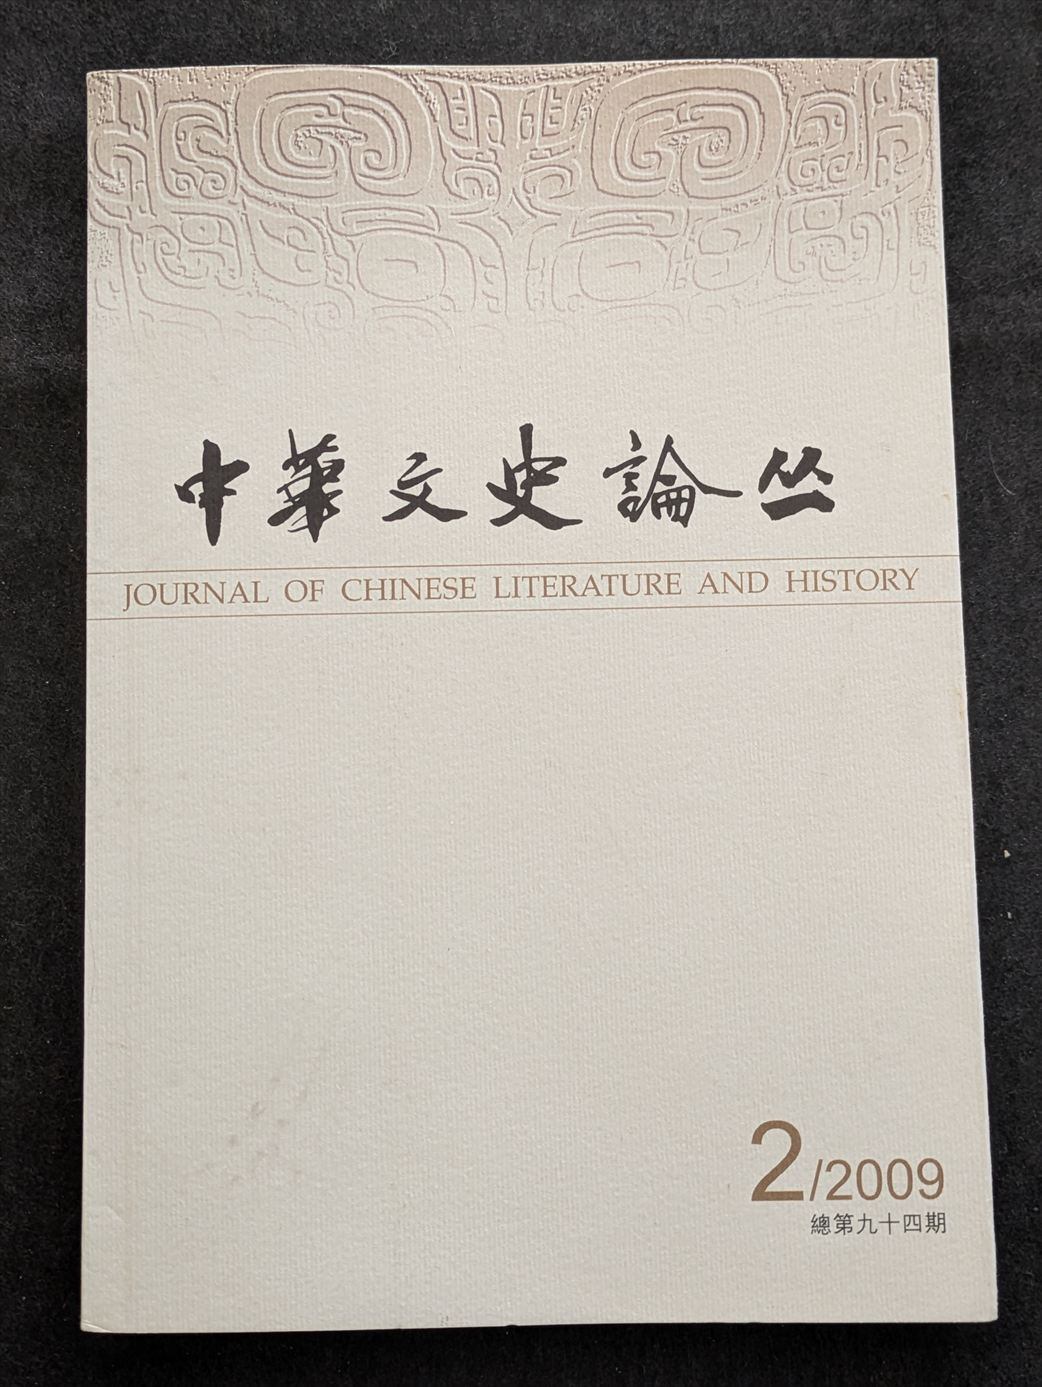 中華文史論丛
JOURNAL OF CHINESE LITERATURE AND HISTORY
2/2009
總第九十四期